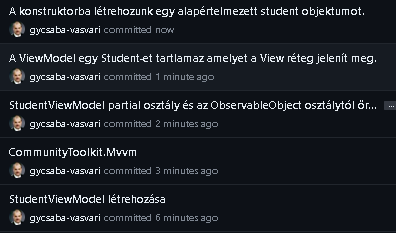 A konstruktorba létrehozunk egy alapértelmezett student objektumot.
gycsaba-vasvari committed now
A ViewModel egy Student-et tartlamaz amelyet a View réteg jelenít meg.
gycsaba-vasvari committed 1 minute ago
StudentViewModel partial osztály és az ObservableObject osztálytól ör... ...
gycsaba-vasvari committed 2 minutes ago
CommunityToolkit.Mvvm
gycsaba-vasvari committed 3 minutes ago
StudentViewModel létrehozása
gycsaba-vasvari committed 6 minutes ago